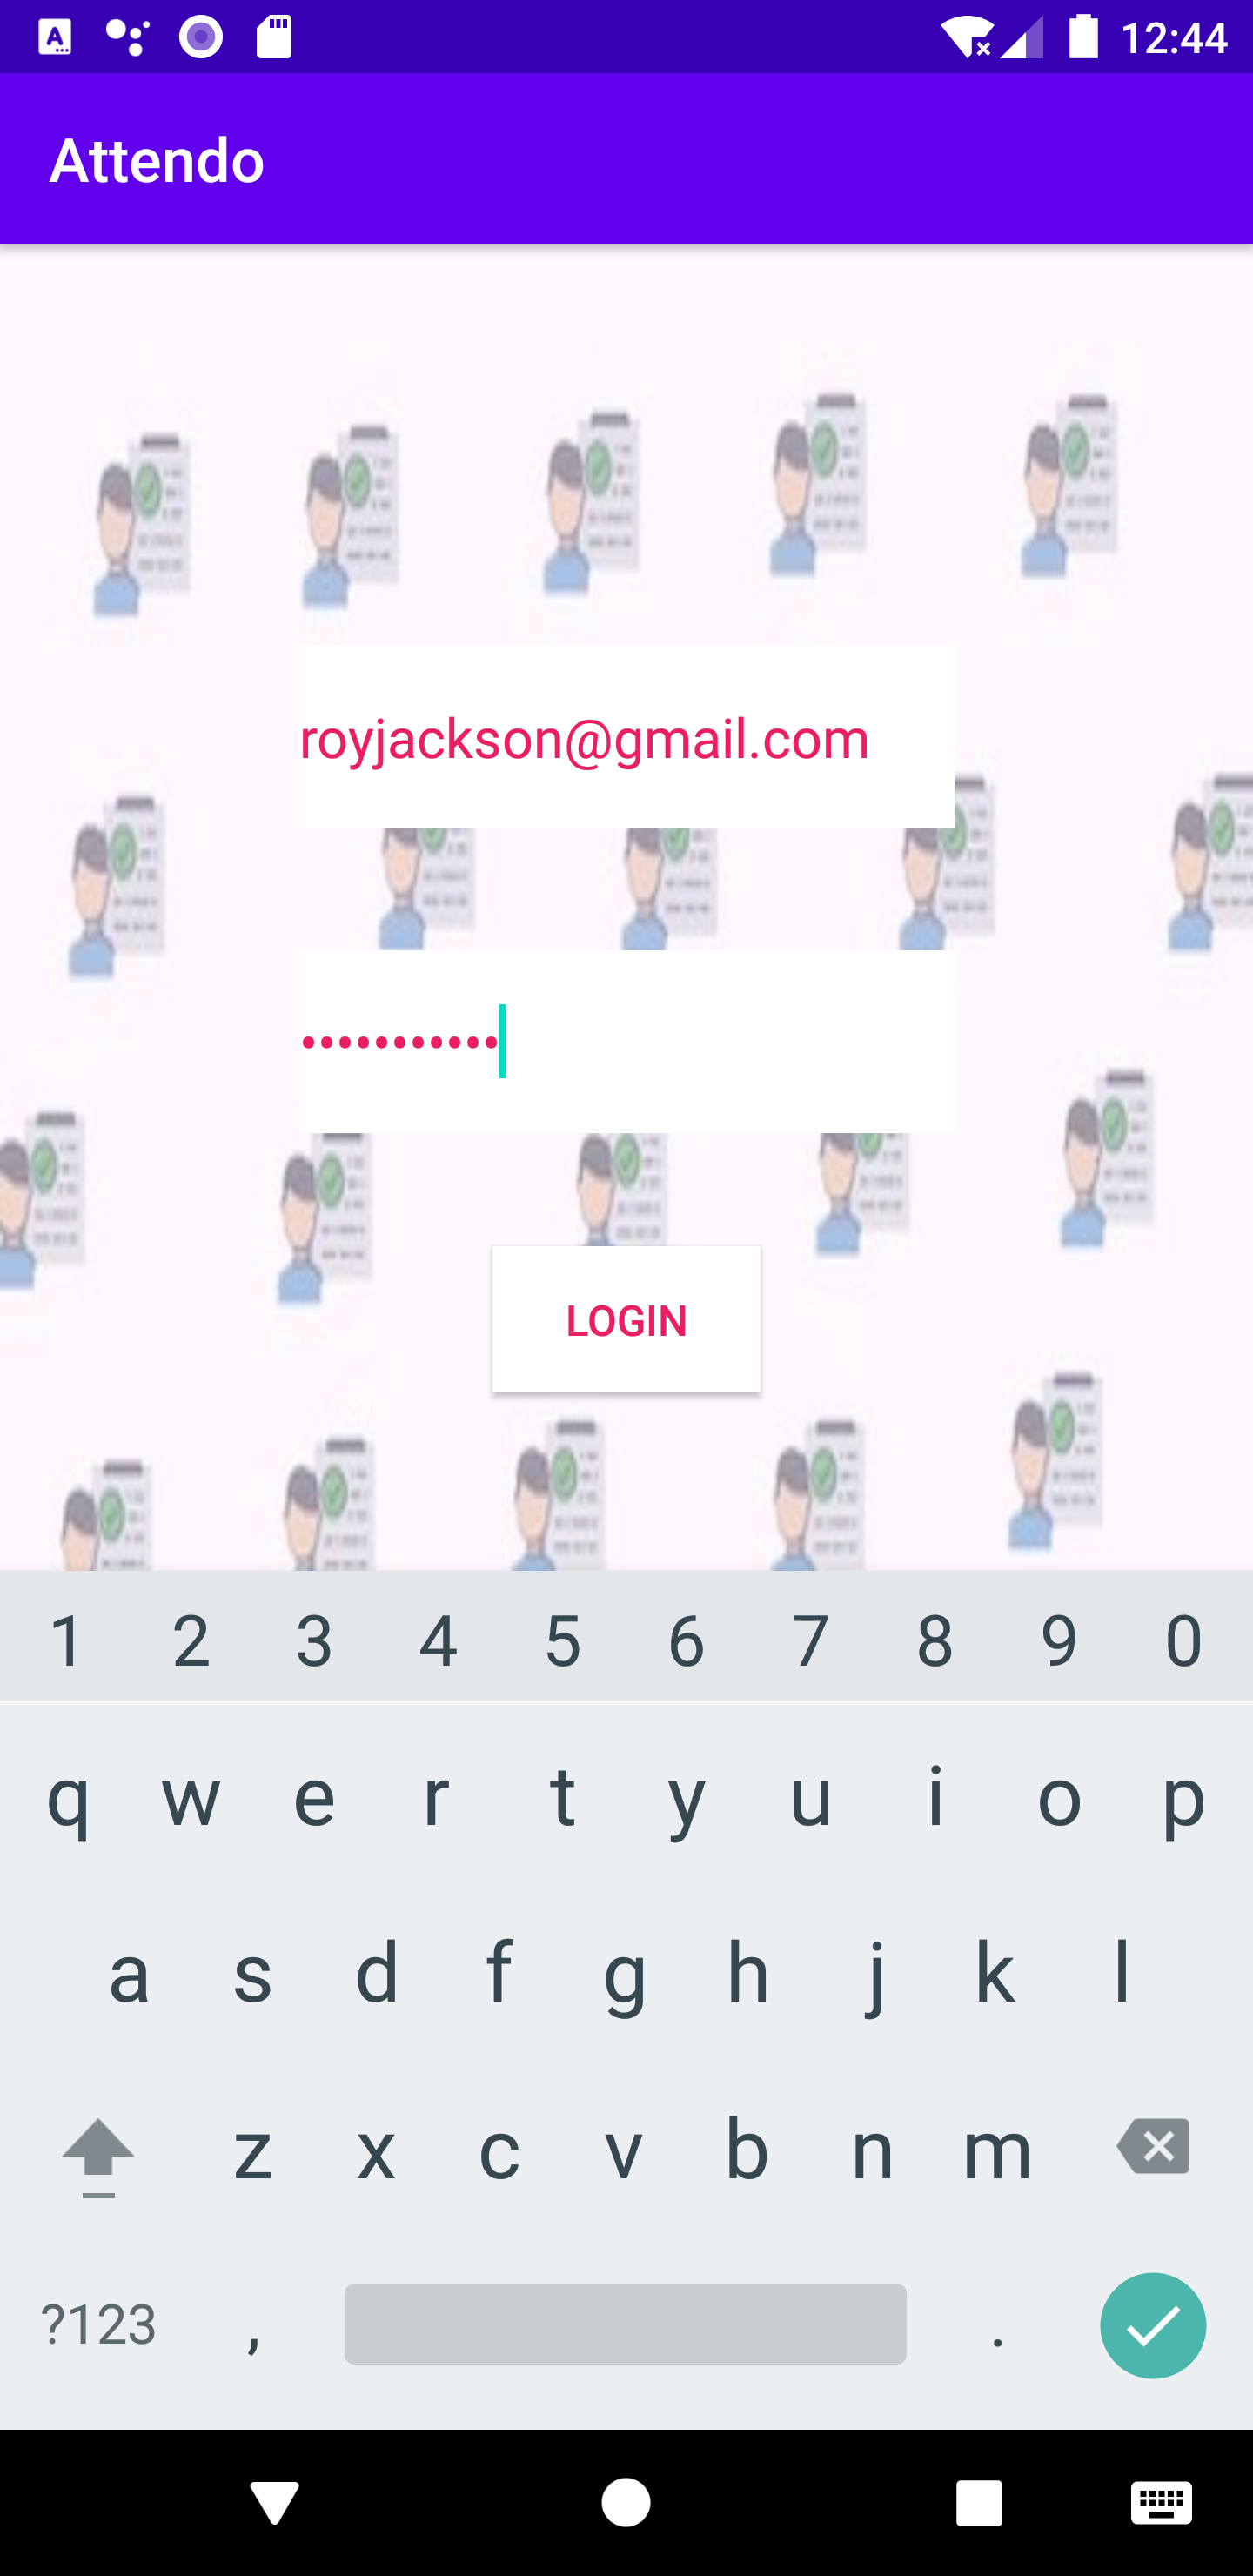 12:44
Attendo
royjackson@gmail.com
•••••••••••
LOGIN
1 2 3 4 5 6 7 8 9 0
q w e r t y u i o p
a s d f g h j k l
z x c v b n m
?123 , .